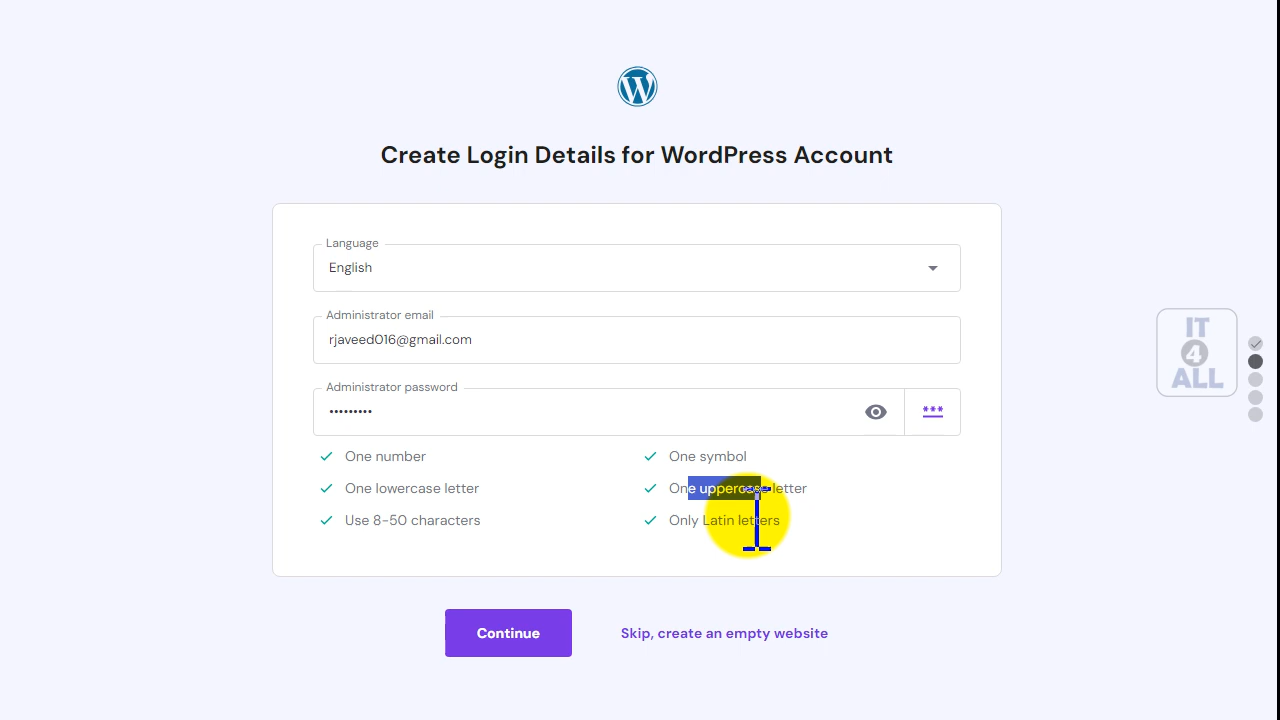 Create Login Details for WordPress Account
Language
English
Administrator email
rjaveed016@gmail.com
Administrator password
•••••••••
***
One number
One symbol
One lowercase letter
One uppercase letter
Use 8-50 characters
Only Latin letters
Continue
Skip, create an empty website
IT
4
ALL